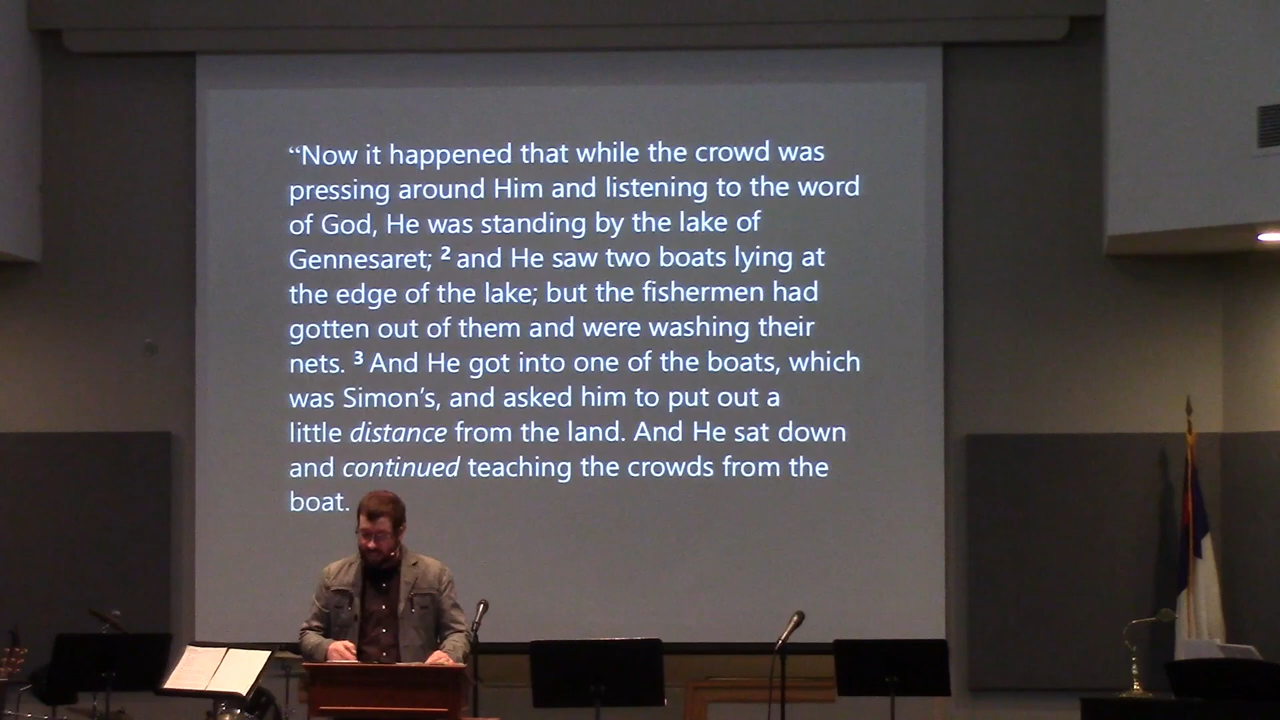 “Now it happened that while the crowd was
pressing around Him and listening to the word
of God, He was standing by the lake of
Gennesaret; ² and He saw two boats lying at
the edge of the lake; but the fishermen had
gotten out of them and were washing their
nets. ³ And He got into one of the boats, which
was Simon’s, and asked him to put out a
little distance from the land. And He sat down
and continued teaching the crowds from the
boat.